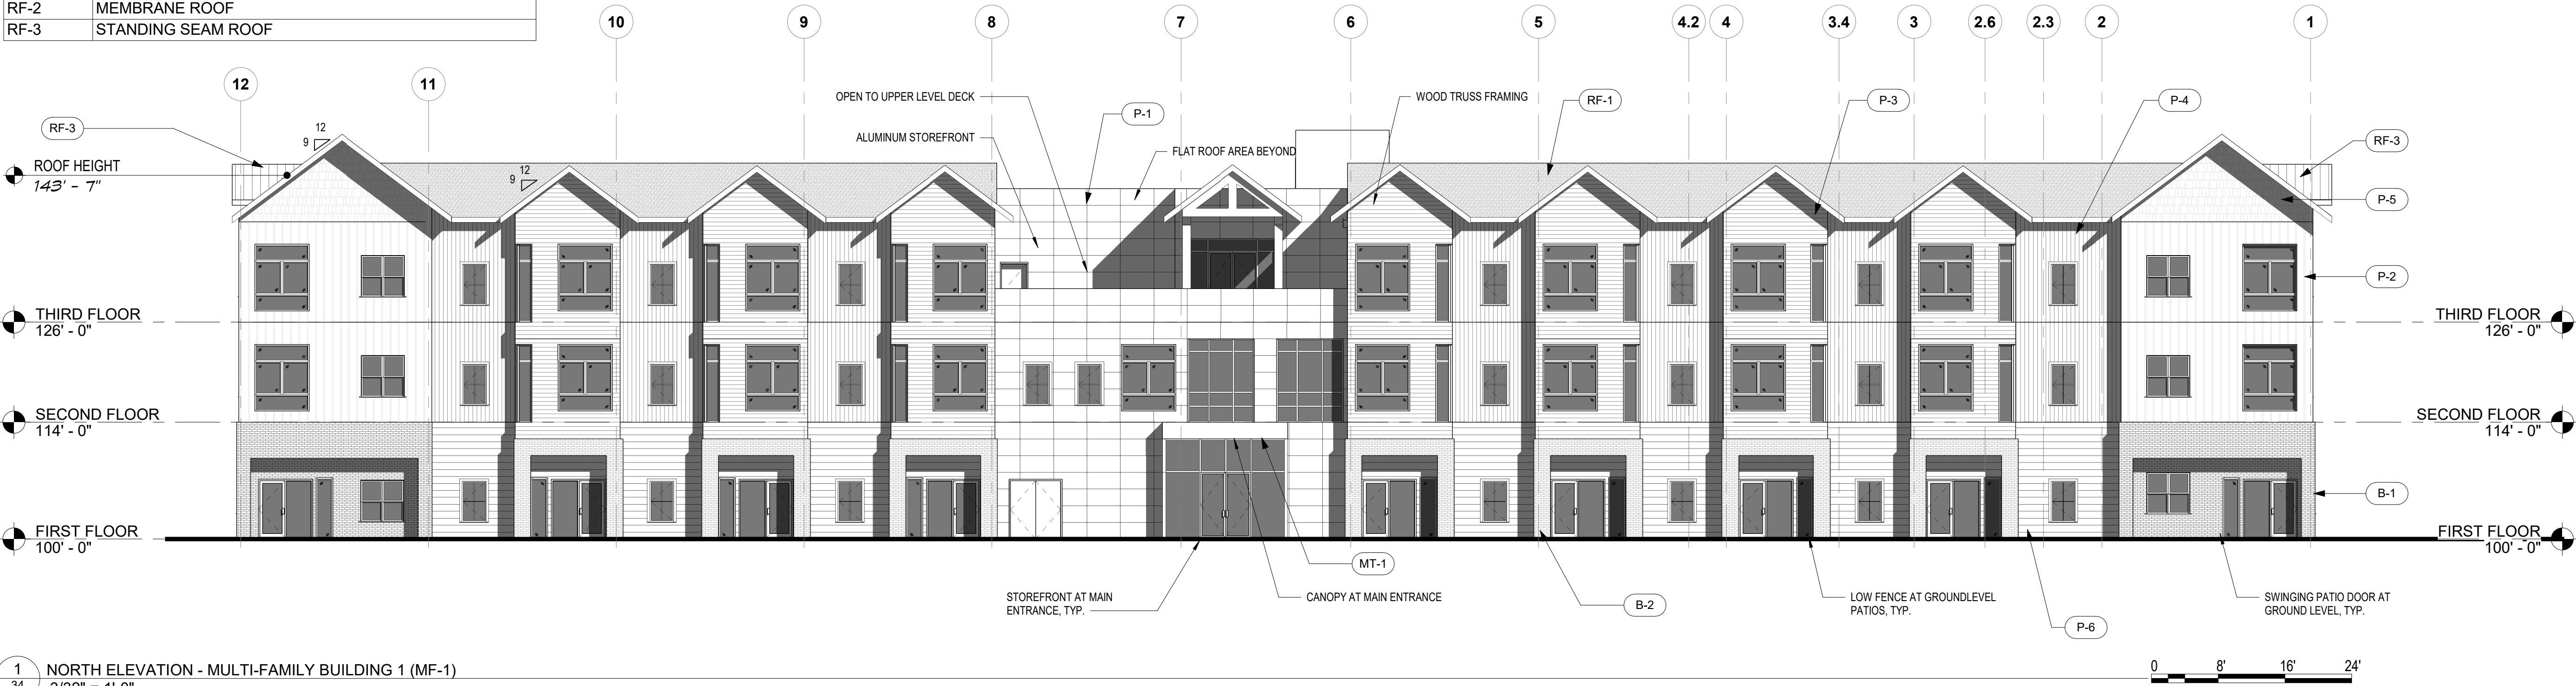 RF-2 MEMBRANE ROOF
RF-3 STANDING SEAM ROOF
10 9 8 7 6 5 4.2 4 3.4 3 2.6 2.3 2 1
12 11
OPEN TO UPPER LEVEL DECK
WOOD TRUSS FRAMING
RF-1
P-3
P-4
P-1
RF-3
12
9
ALUMINUM STOREFRONT
FLAT ROOF AREA BEYOND
RF-3
ROOF HEIGHT
143' - 7"
12
9
P-5
P-2
THIRD FLOOR
126' - 0"
THIRD FLOOR
126' - 0"
SECOND FLOOR
114' - 0"
SECOND FLOOR
114' - 0"
B-1
FIRST FLOOR
100' - 0"
FIRST FLOOR
100' - 0"
MT-1
STOREFRONT AT MAIN
ENTRANCE, TYP.
CANOPY AT MAIN ENTRANCE
B-2
LOW FENCE AT GROUNDLEVEL
PATIOS, TYP.
P-6
SWINGING PATIO DOOR AT
GROUND LEVEL, TYP.
1
34
NORTH ELEVATION - MULTI-FAMILY BUILDING 1 (MF-1)
3/32" = 1'-0"
0 8' 16' 24'